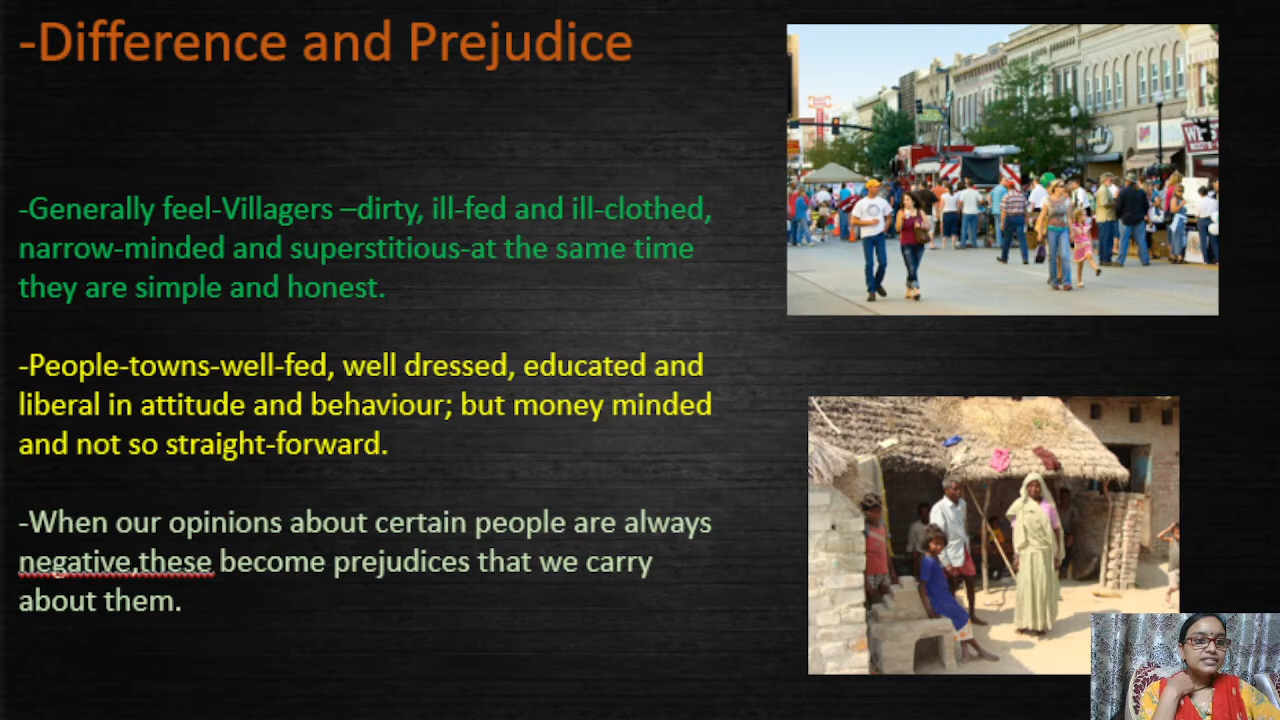 -Difference and Prejudice
-Generally feel-Villagers –dirty, ill-fed and ill-clothed,
narrow-minded and superstitious-at the same time
they are simple and honest.
-People-towns-well-fed, well dressed, educated and
liberal in attitude and behaviour; but money minded
and not so straight-forward.
-When our opinions about certain people are always
negative,these become prejudices that we carry
about them.